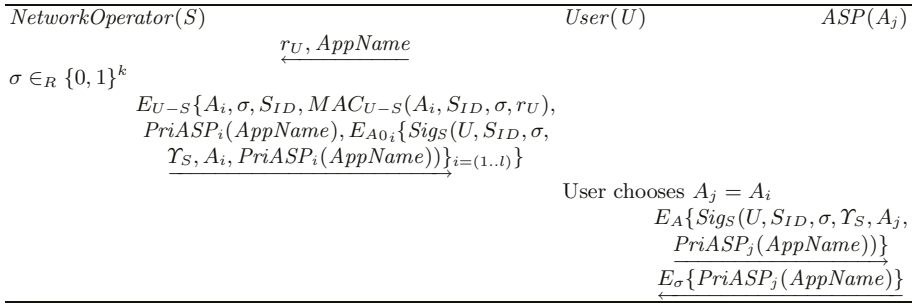 NetworkOperator(S) User(U) ASP(A_j)
r_U, AppName
σ ∈_R {0, 1}^k
E_{U−S}{A_i, σ, S_{ID}, MAC_{U−S}(A_i, S_{ID}, σ, r_U),
PriASP_i(AppName), E_{A0_i}{Sig_S(U, S_{ID}, σ,
ϒ_S, A_i, PriASP_i(AppName))}_{i=(1..l)}}
User chooses A_j = A_i
E_A{Sig_S(U, S_{ID}, σ, ϒ_S, A_j,
PriASP_j(AppName))}
E_σ{PriASP_j(AppName)}